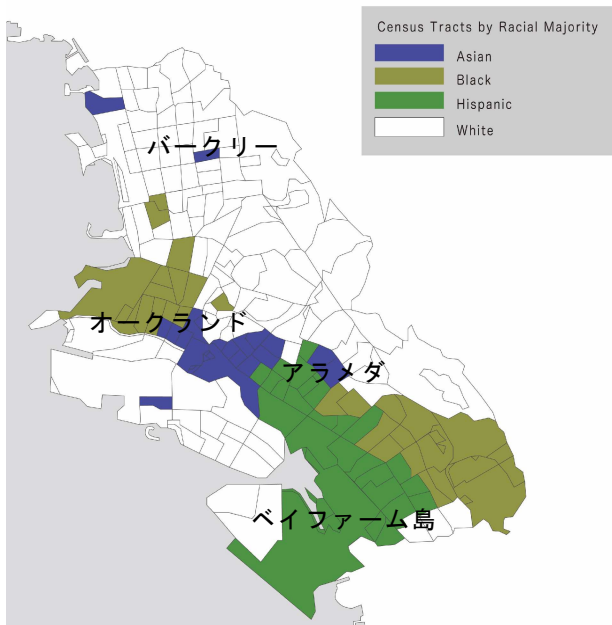 Census Tracts by Racial Majority
Asian
Black
Hispanic
White
バークリー
オークランド
アラメダ
ベイファーム島